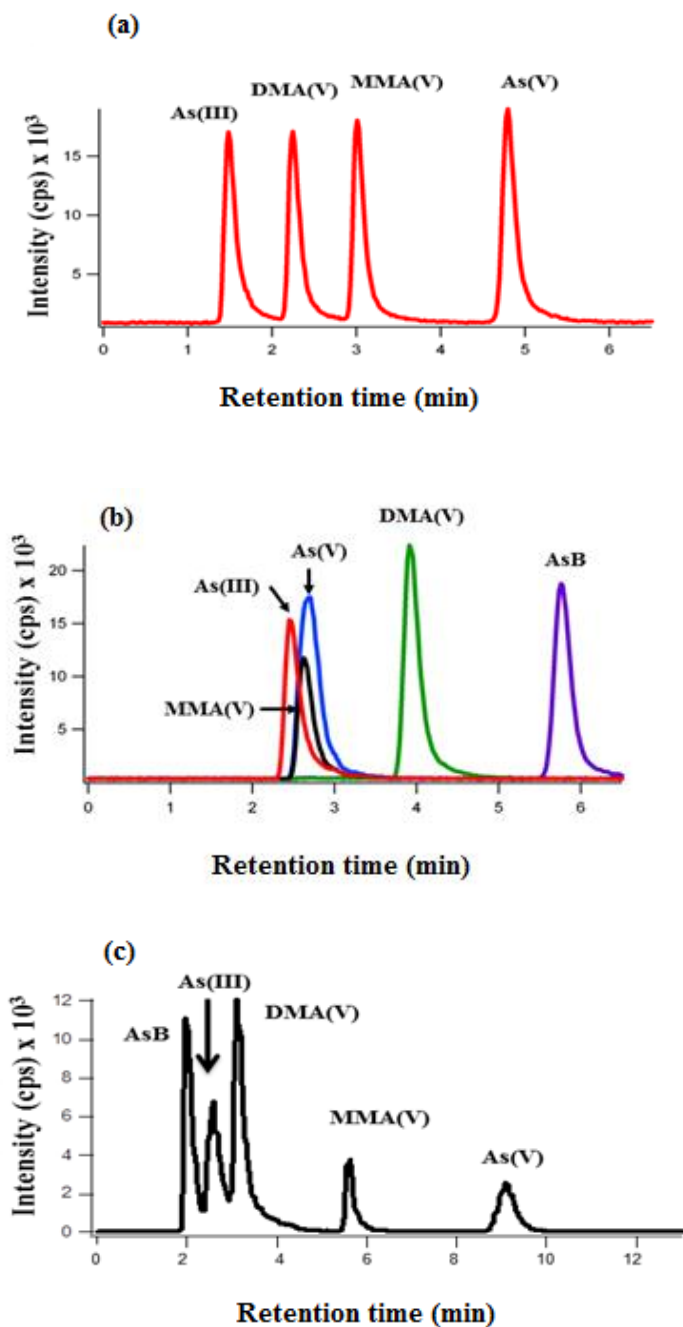 (a)
As(III)
DMA(V)
MMA(V)
As(V)
Intensity (cps) x 10³
15
10
5
0
1
2
3
4
5
6
Retention time (min)
(b)
As(III)
As(V)
MMA(V)
DMA(V)
AsB
Intensity (cps) x 10³
20
15
10
5
0
1
2
3
4
5
6
Retention time (min)
(c)
AsB
As(III)
DMA(V)
MMA(V)
As(V)
Intensity (cps) x 10³
12
10
8
6
4
2
0
0
2
4
6
8
10
12
Retention time (min)